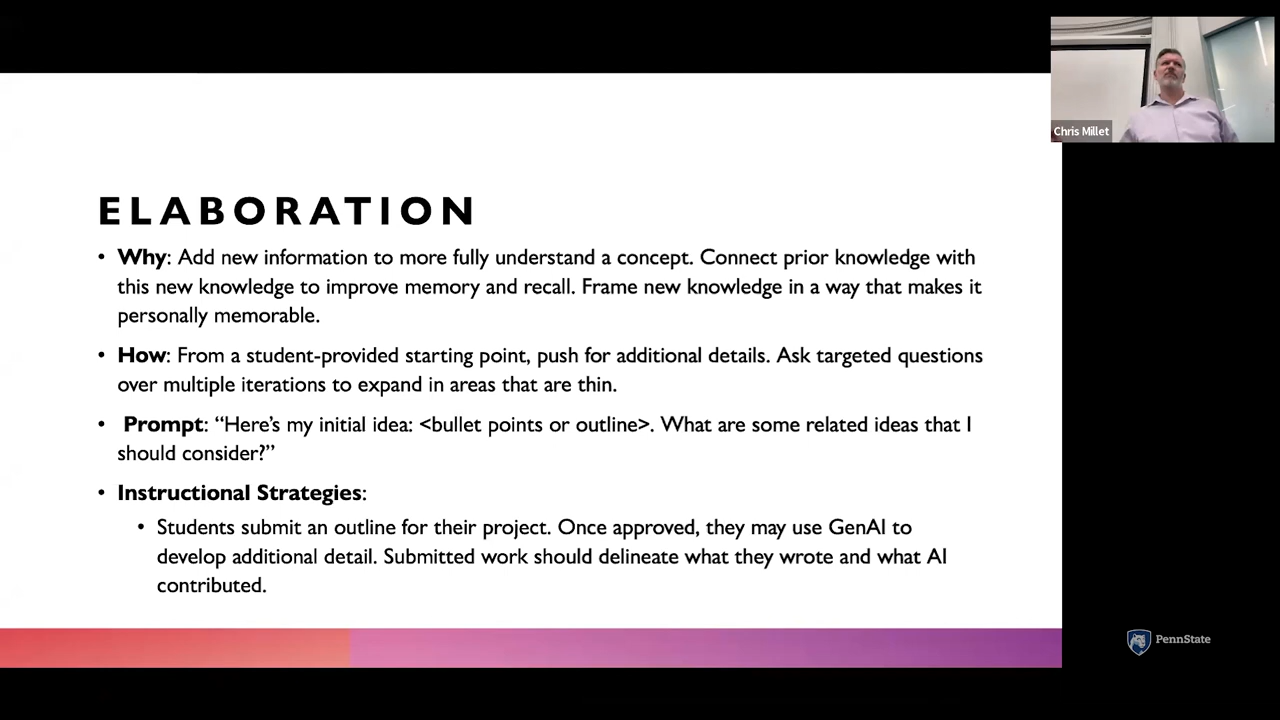 Chris Millet
ELABORATION
• Why: Add new information to more fully understand a concept. Connect prior knowledge with
this new knowledge to improve memory and recall. Frame new knowledge in a way that makes it
personally memorable.
• How: From a student-provided starting point, push for additional details. Ask targeted questions
over multiple iterations to expand in areas that are thin.
• Prompt: “Here’s my initial idea: <bullet points or outline>. What are some related ideas that I
should consider?”
• Instructional Strategies:
• Students submit an outline for their project. Once approved, they may use GenAI to
develop additional detail. Submitted work should delineate what they wrote and what AI
contributed.
PennState